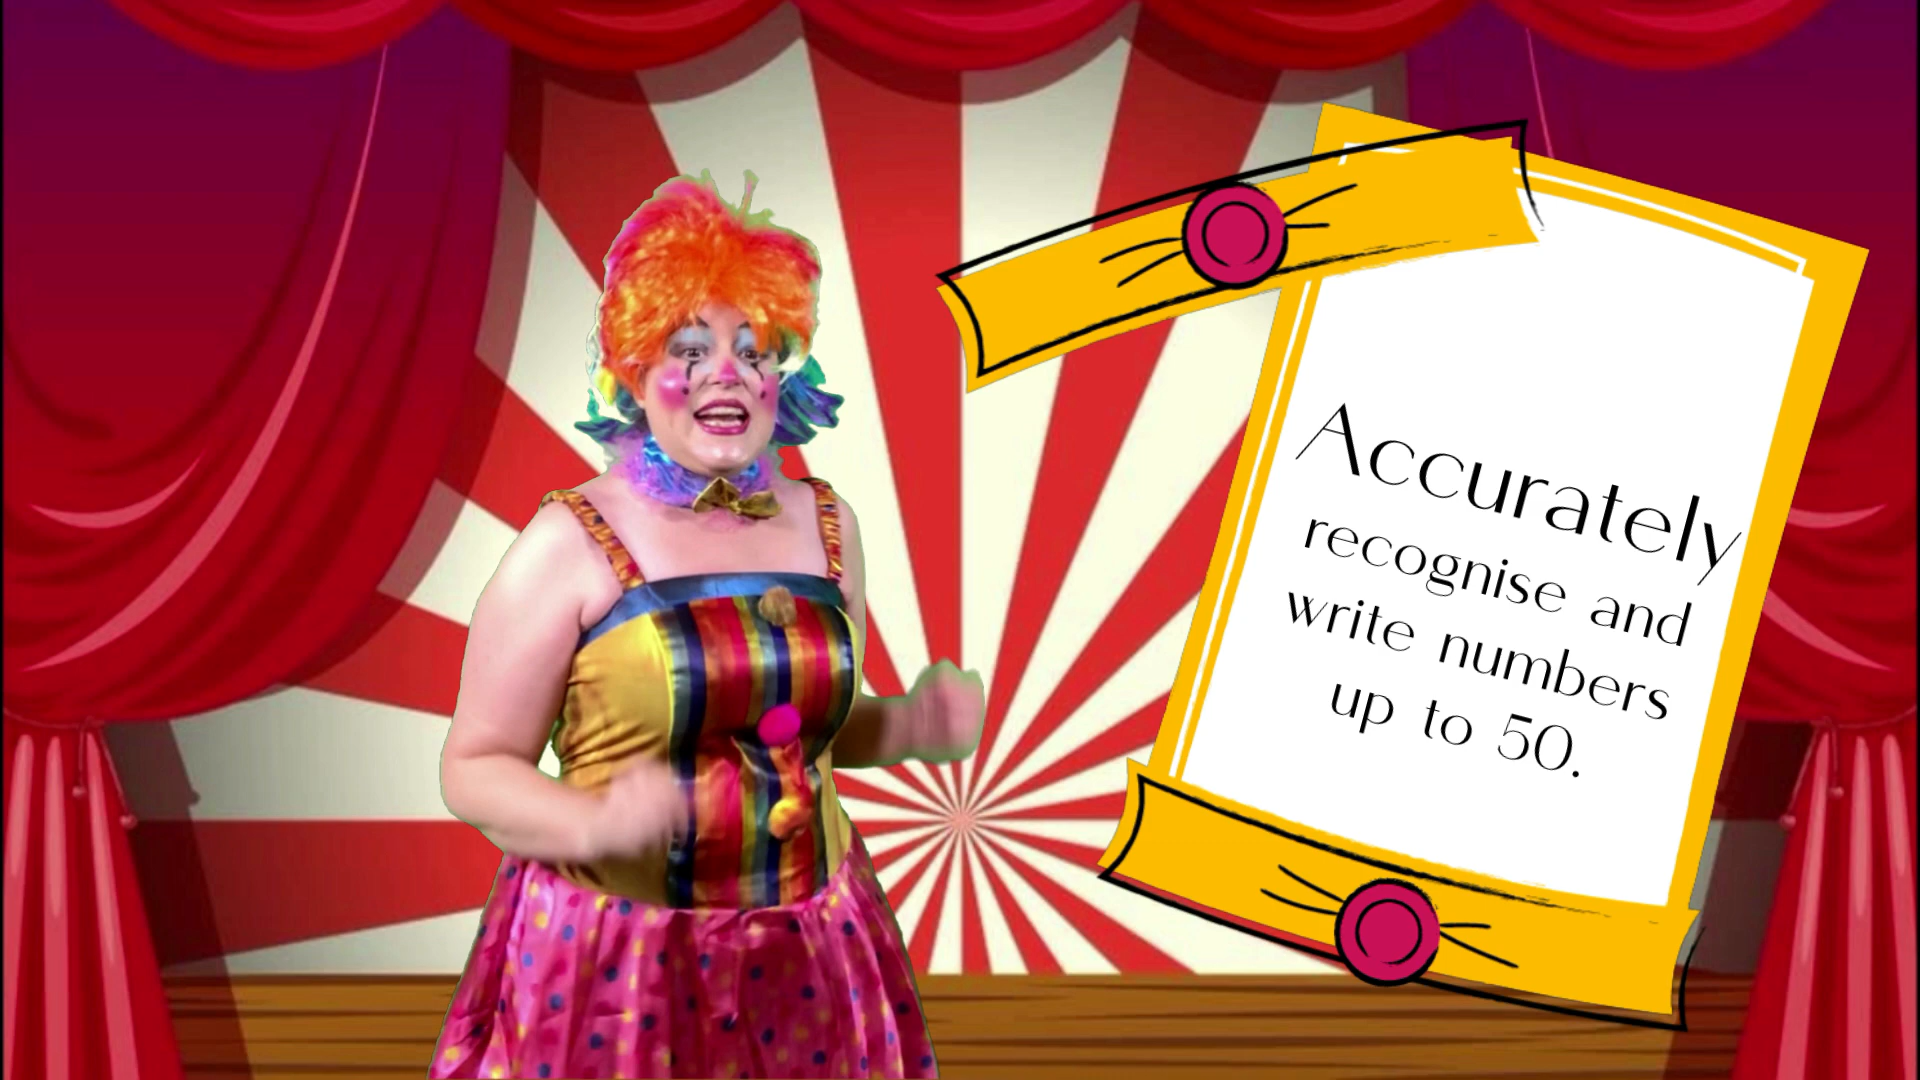 Accurately
recognise and
write numbers
up to 50.